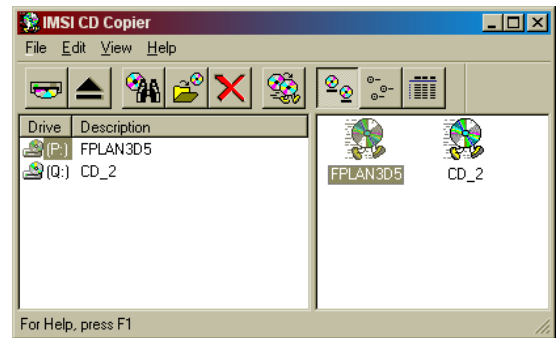 IMSI CD Copier
File Edit View Help
Drive Description
(P:) FPLAN3D5
(Q:) CD_2
FPLAN3D5 CD_2
For Help, press F1